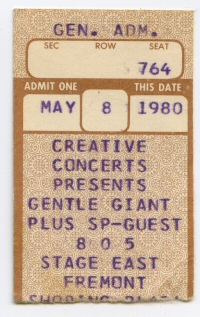 GEN. ADM.
SEC ROW SEAT
764
ADMIT ONE THIS DATE
MAY 8 1980
CREATIVE
CONCERTS
PRESENTS
GENTLE GIANT
PLUS SP-GUEST
805
STAGE EAST
FREMONT